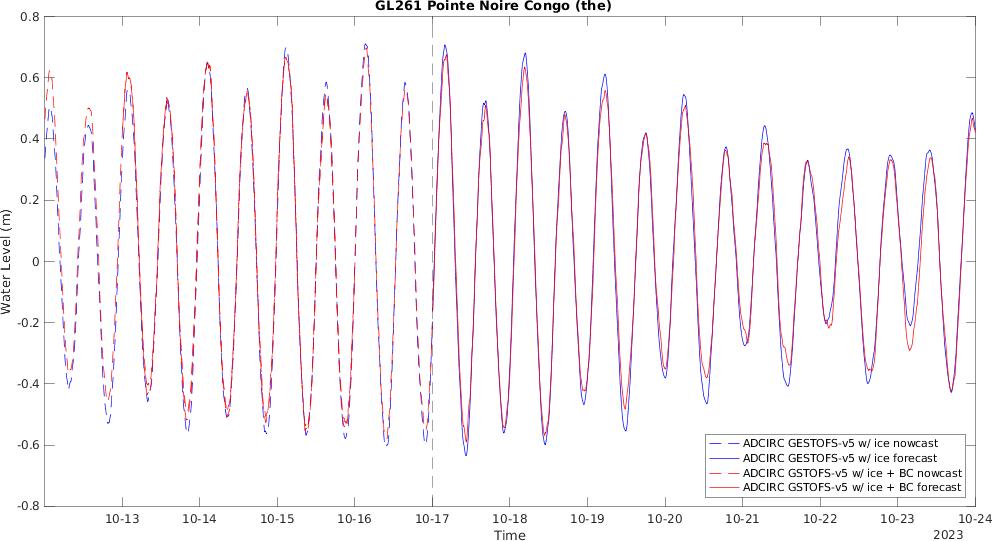 GL261 Pointe Noire Congo (the)
Water Level (m)
0.8
0.6
0.4
0.2
0
-0.2
-0.4
-0.6
-0.8
ADCIRC GESTOFS-v5 w/ ice nowcast
ADCIRC GESTOFS-v5 w/ ice forecast
ADCIRC GSTOFS-v5 w/ ice + BC nowcast
ADCIRC GSTOFS-v5 w/ ice + BC forecast
10-13 10-14 10-15 10-16 10-17 10-18 10-19 10-20 10-21 10-22 10-23 10-24
Time
2023